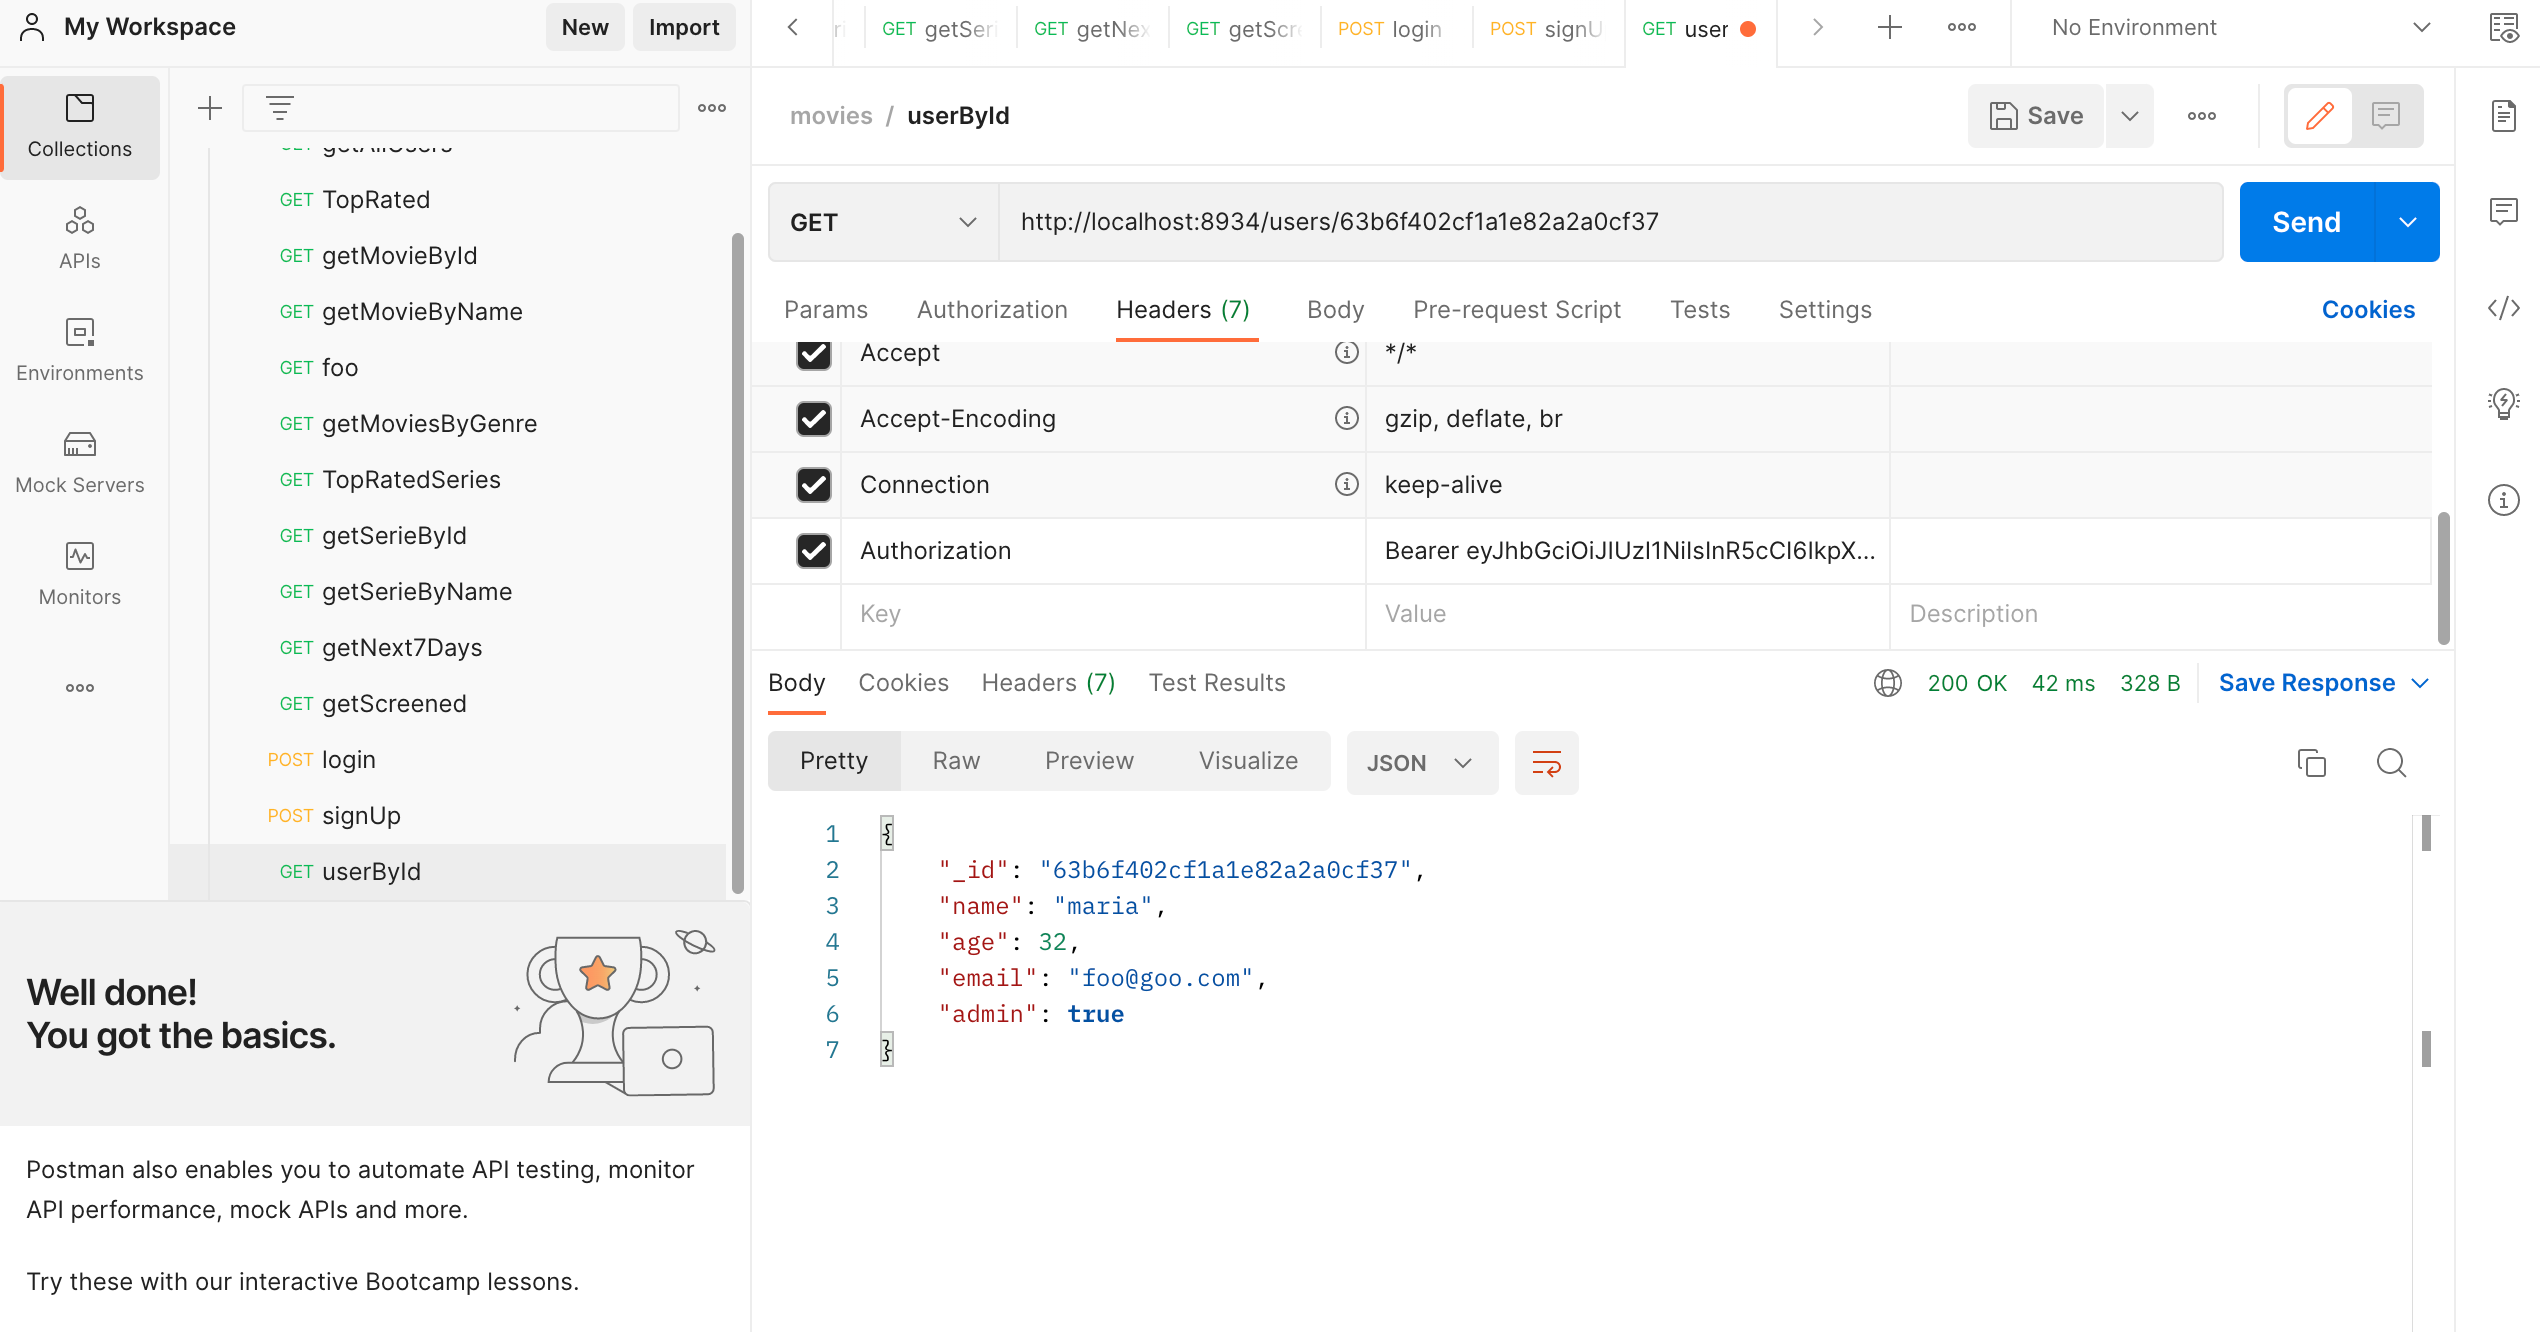 My Workspace
New
Import
GET getSeri
GET getNex
GET getScre
POST login
POST signU
GET user
No Environment
Collections
APIs
Environments
Mock Servers
Monitors
getAllUsers
GET TopRated
GET getMovieById
GET getMovieByName
GET foo
GET getMoviesByGenre
GET TopRatedSeries
GET getSerieById
GET getSerieByName
GET getNext7Days
GET getScreened
POST login
POST signUp
GET userById
Well done!
You got the basics.
Postman also enables you to automate API testing, monitor
API performance, mock APIs and more.
Try these with our interactive Bootcamp lessons.
movies / userById
Save
GET
http://localhost:8934/users/63b6f402cf1a1e82a2a0cf37
Send
Params Authorization Headers (7) Body Pre-request Script Tests Settings Cookies
Accept */*
Accept-Encoding gzip, deflate, br
Connection keep-alive
Authorization Bearer eyJhbGciOiJIUzI1NiIsInR5cCI6IkpX...
Key Value Description
Body Cookies Headers (7) Test Results
200 OK 42 ms 328 B Save Response
Pretty Raw Preview Visualize JSON
1 {
2 "_id": "63b6f402cf1a1e82a2a0cf37",
3 "name": "maria",
4 "age": 32,
5 "email": "foo@goo.com",
6 "admin": true
7 }